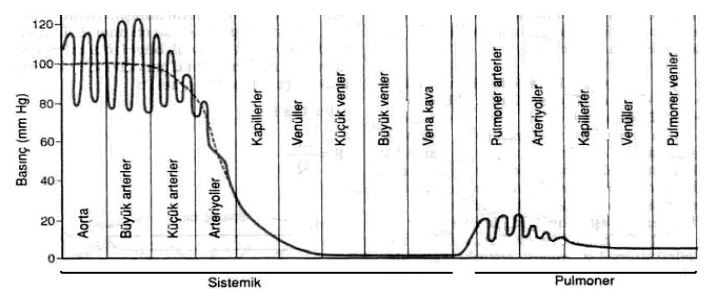 Basınç (mm Hg)
120
100
80
60
40
20
0
Aorta
Büyük arterler
Küçük arterler
Arteriyoller
Kapillerler
Venüller
Küçük venler
Büyük venler
Vena kava
Pulmoner arterler
Arteriyoller
Kapillerler
Venüller
Pulmoner venler
Sistemik
Pulmoner